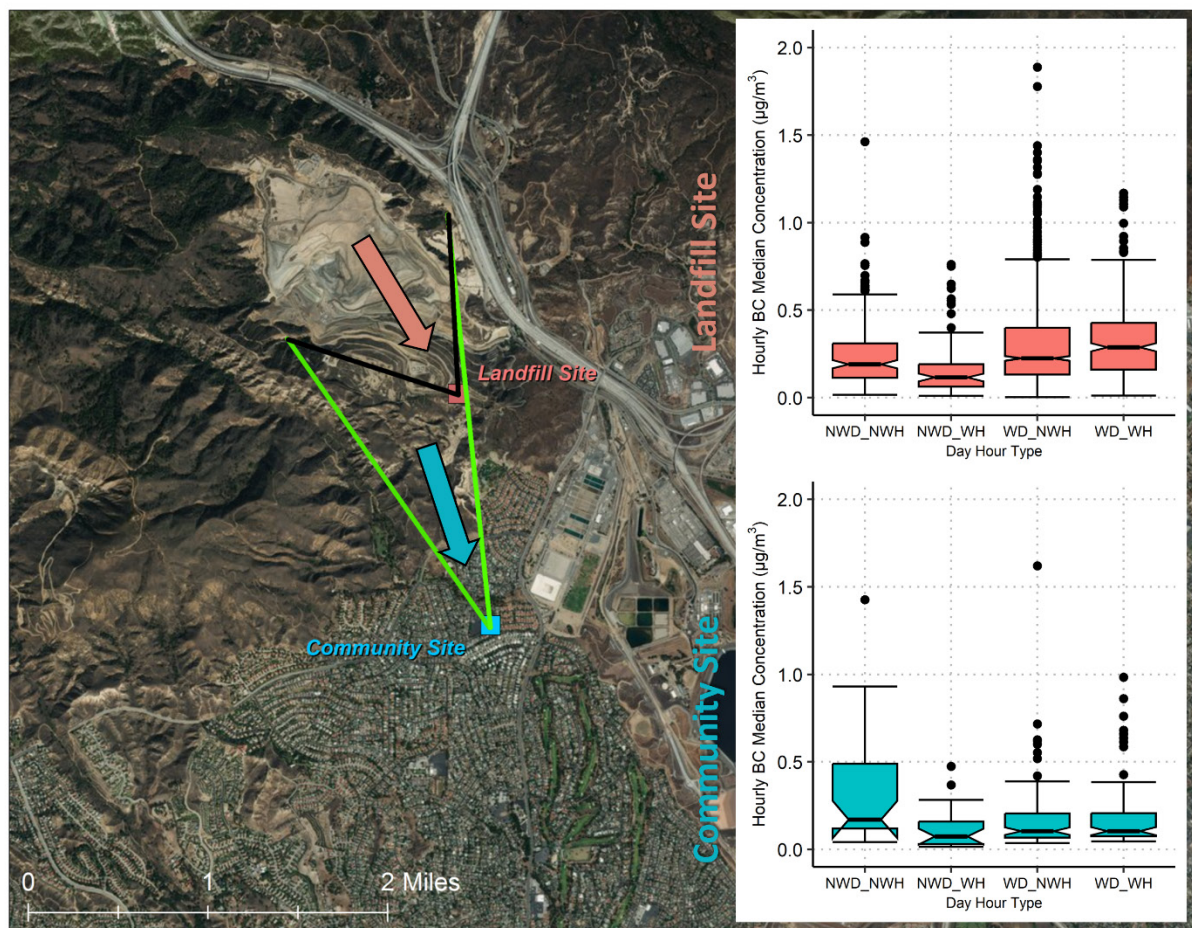 Landfill Site
Community Site
0 1 2 Miles
Landfill Site
Hourly BC Median Concentration (µg/m³)
2.0
1.5
1.0
0.5
0.0
NWD_NWH NWD_WH WD_NWH WD_WH
Day Hour Type
Community Site
Hourly BC Median Concentration (µg/m³)
2.0
1.5
1.0
0.5
0.0
NWD_NWH NWD_WH WD_NWH WD_WH
Day Hour Type